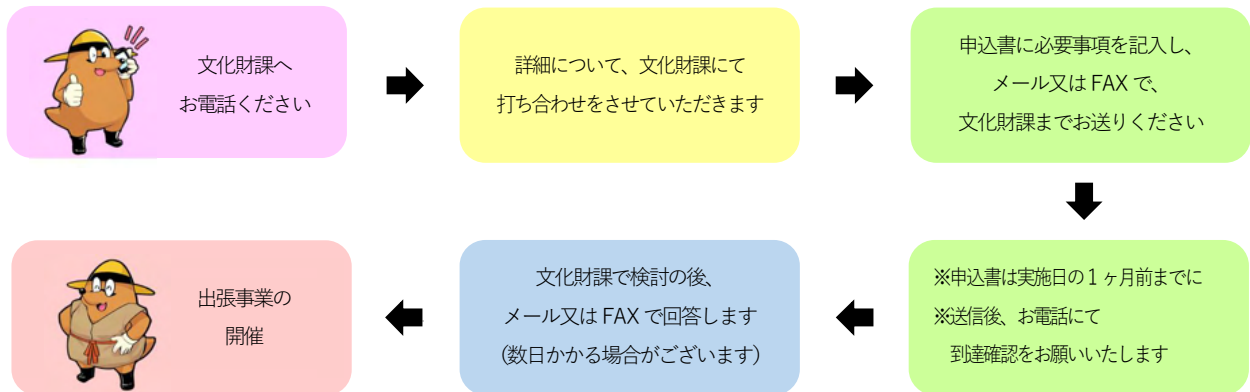 文化財課へ
お電話ください
詳細について、文化財課にて
打ち合わせをさせていただきます
申込書に必要事項を記入し、
メール又は FAX で、
文化財課までお送りください
※申込書は実施日の1ヶ月前までに
※送信後、お電話にて
到達確認をお願いいたします
文化財課で検討の後、
メール又は FAX で回答します
(数日かかる場合がございます)
出張事業の
開催